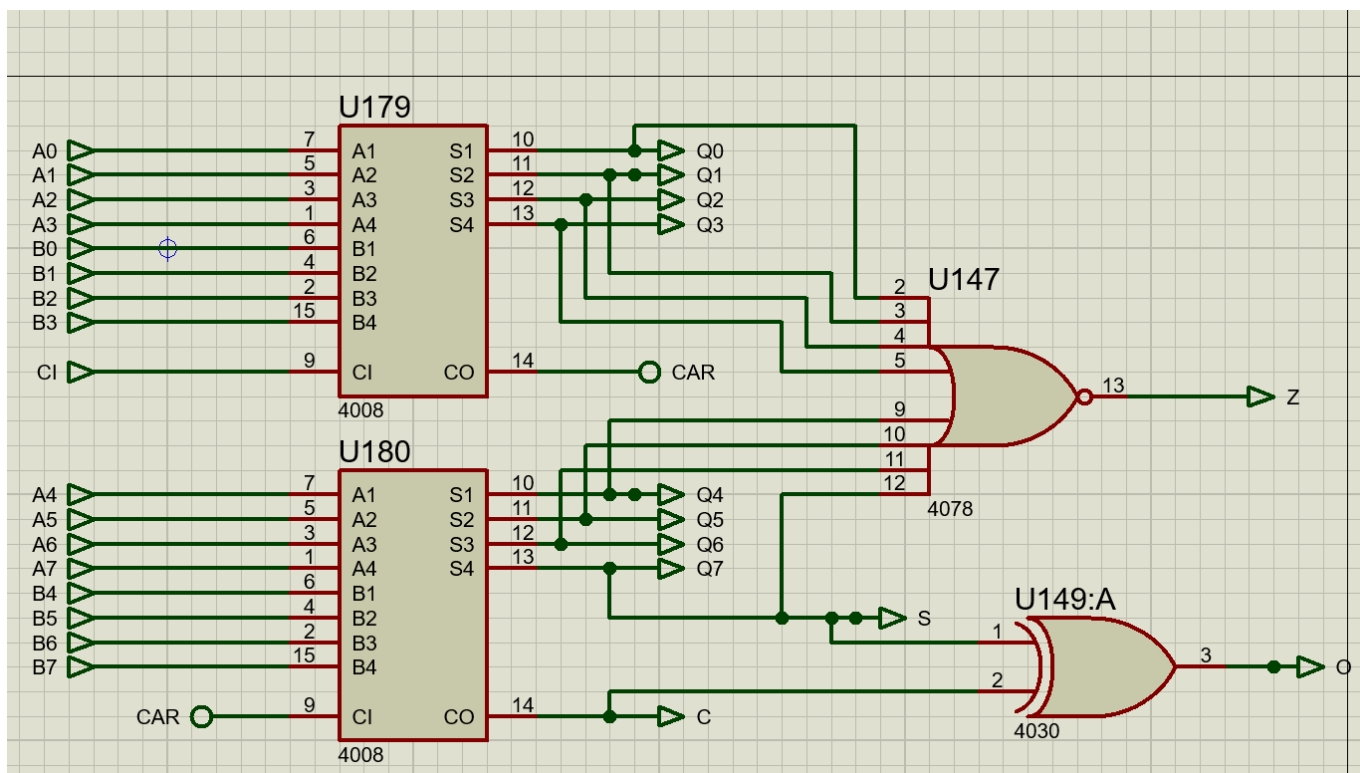 U179
A0 7 A1 S1 10 Q0
A1 5 A2 S2 11 Q1
A2 3 A3 S3 12 Q2
A3 1 A4 S4 13 Q3
B0 6 B1
B1 4 B2
B2 2 B3
B3 15 B4
CI 9 CI CO 14 CAR
4008
U147
2
3
4
5
9
10
11
12
13 Z
4078
U180
A4 7 A1 S1 10 Q4
A5 5 A2 S2 11 Q5
A6 3 A3 S3 12 Q6
A7 1 A4 S4 13 Q7
B4 6 B1
B5 4 B2 S
B6 2 B3
B7 15 B4
CAR 9 CI CO 14 C
4008
U149:A
1
2
3 O
4030